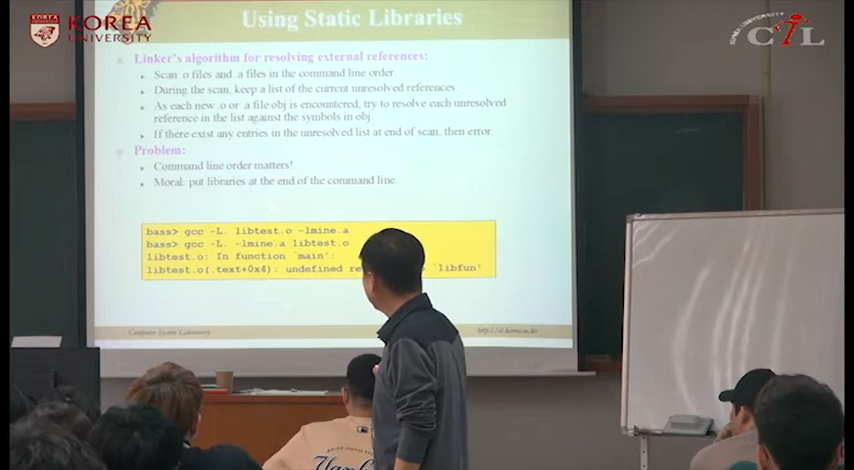 KOREA
UNIVERSITY
Using Static Libraries
CIL
Linker's algorithm for resolving external references:
Scan .o files and .a files in the command line order.
During the scan, keep a list of the current unresolved references.
As each new .o or .a file obj is encountered, try to resolve each unresolved
reference in the list against the symbols in obj.
If there exist any entries in the unresolved list at end of scan, then error.
Problem:
Command line order matters!
Moral: put libraries at the end of the command line.
bass> gcc -L. libtest.o -lmine.a
bass> gcc -L. -lmine.a libtest.o
libtest.o: In function `main':
libtest.o(.text+0x4): undefined `libfun'
Computer System Laboratory